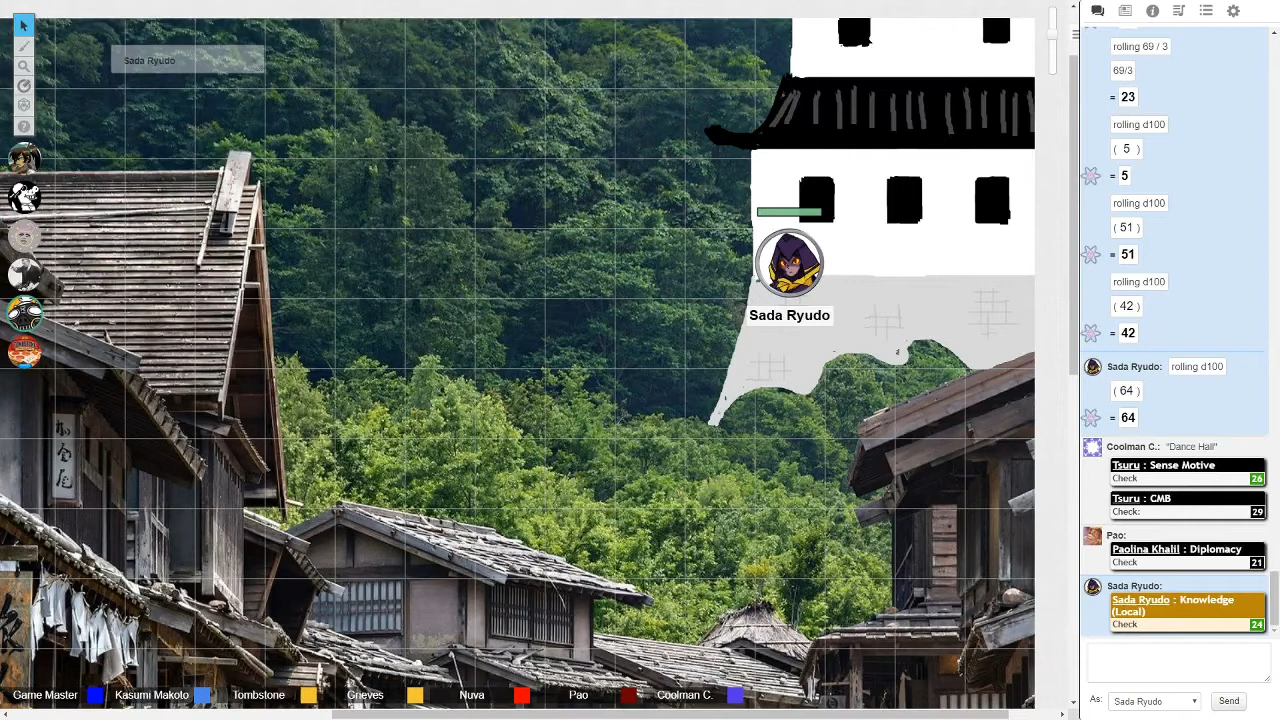 Sada Ryudo
Sada Ryudo
Game Master
Kasumi Makoto
Tombstone
Grieves
Nuva
Pao
Coolman C.
rolling 69 / 3
69/3
= 23
rolling d100
( 5 )
= 5
rolling d100
( 51 )
= 51
rolling d100
( 42 )
= 42
Sada Ryudo: rolling d100
( 64 )
= 64
Coolman C.: "Dance Hall"
Tsuru : Sense Motive
Check 26
Tsuru : CMB
Check: 29
Pao:
Paolina Khalil : Diplomacy
Check 21
Sada Ryudo:
Sada Ryudo : Knowledge
(Local)
Check 24
As: Sada Ryudo Send